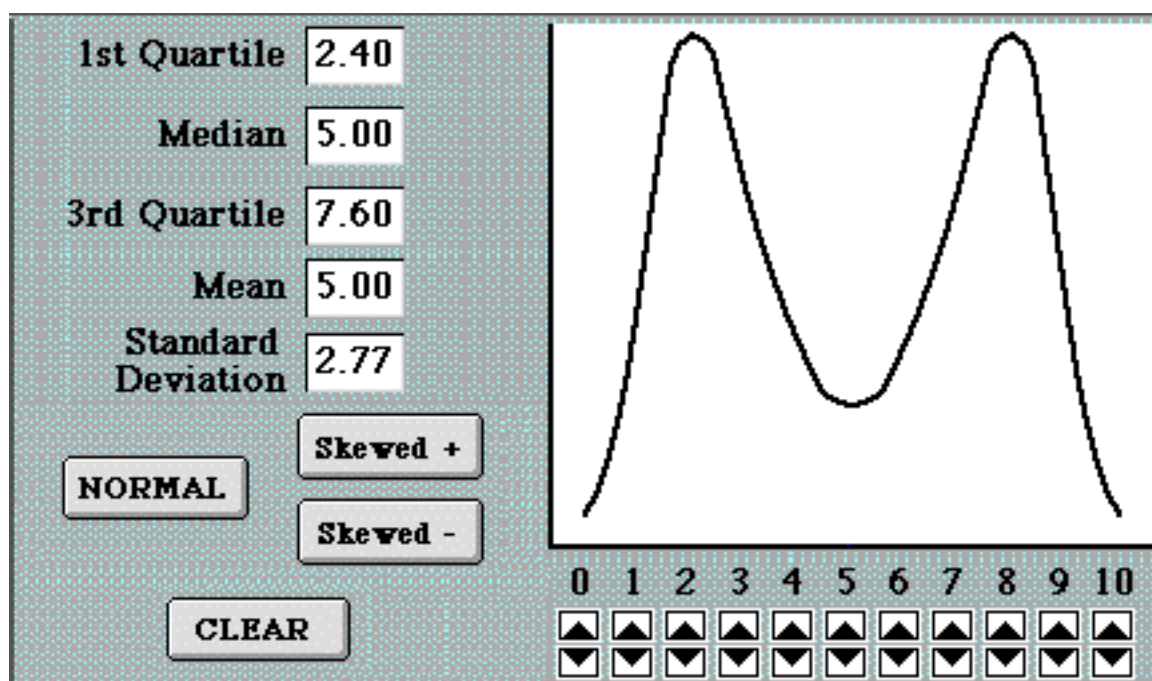 1st Quartile 2.40
Median 5.00
3rd Quartile 7.60
Mean 5.00
Standard
Deviation 2.77
Skewed +
NORMAL
Skewed -
CLEAR
0 1 2 3 4 5 6 7 8 9 10